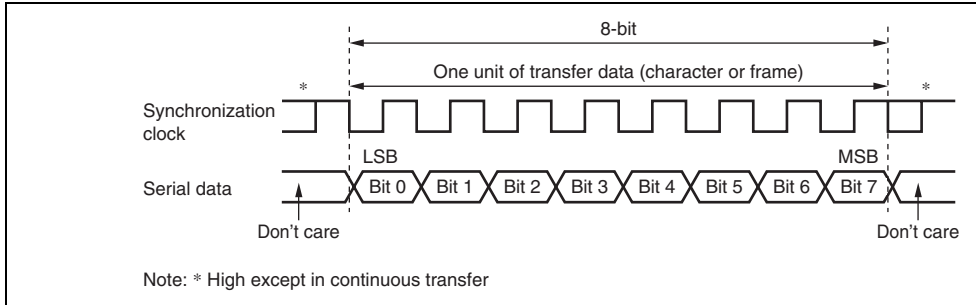 8-bit
One unit of transfer data (character or frame)
* *
Synchronization
clock
LSB MSB
Serial data Bit 0 Bit 1 Bit 2 Bit 3 Bit 4 Bit 5 Bit 6 Bit 7
Don't care Don't care
Note: * High except in continuous transfer